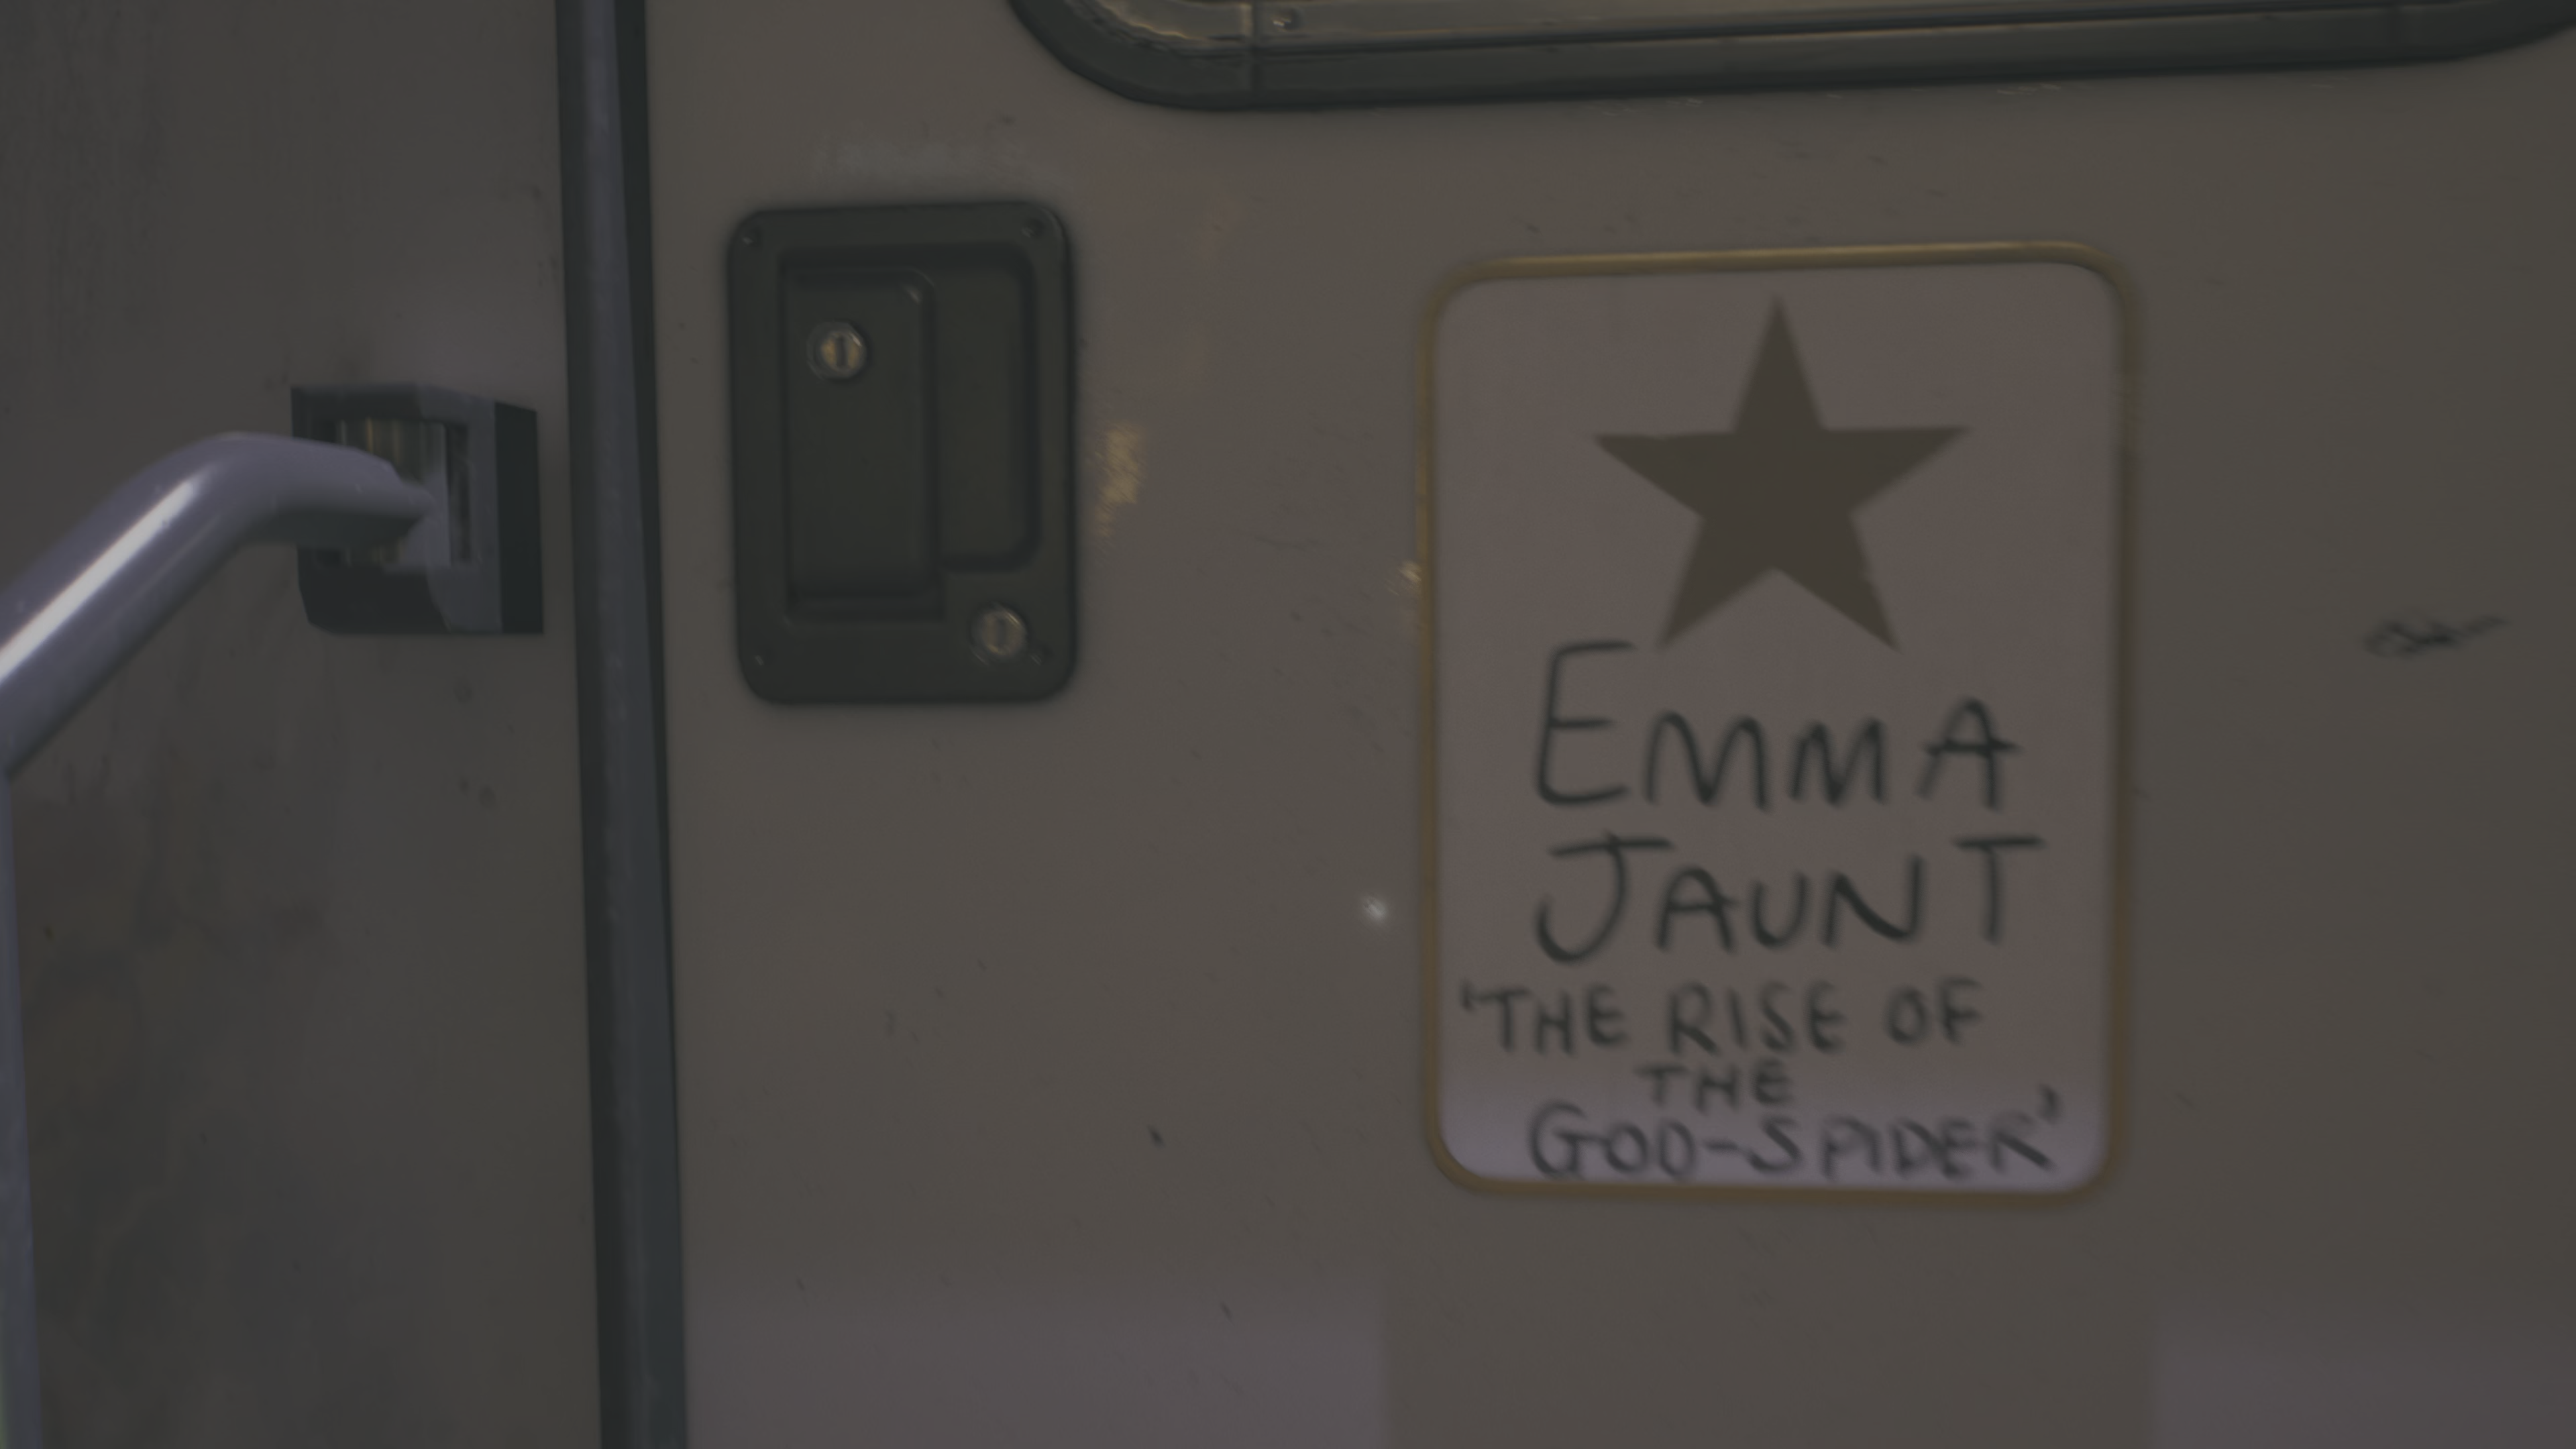 EMMA
JAUNT
'THE RISE OF
THE
GOD-SPIDER'